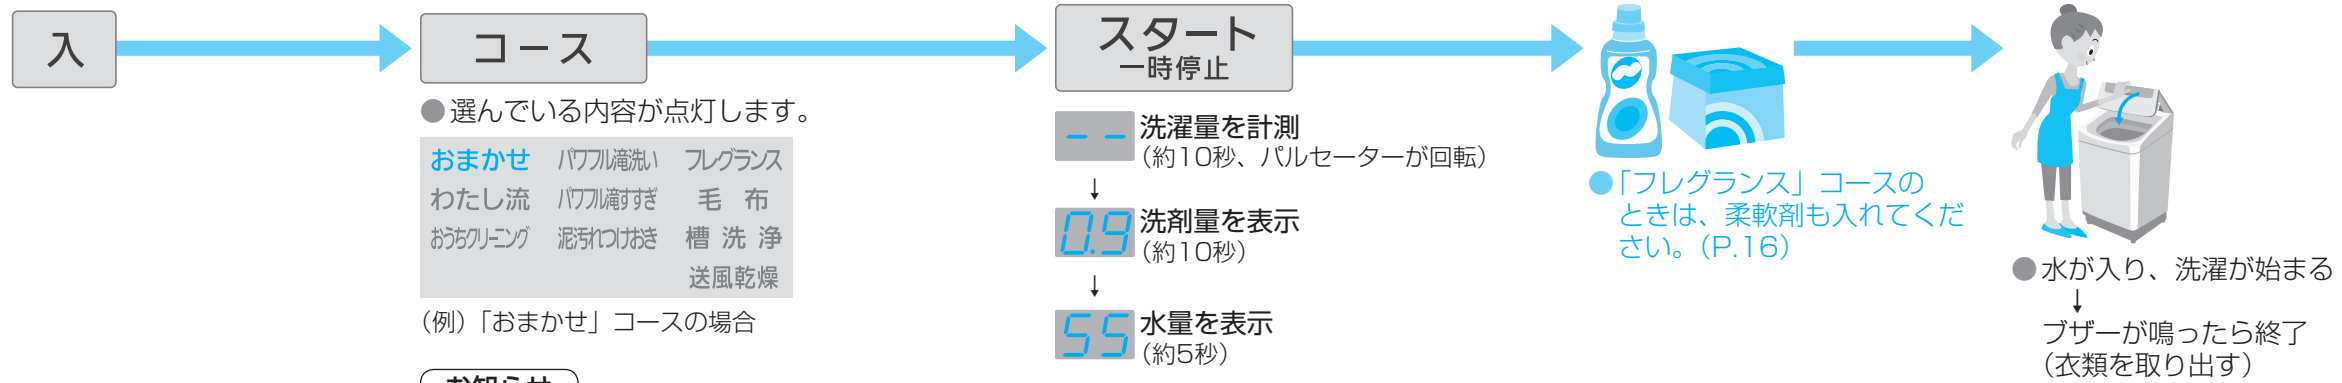 入
コース
●選んでいる内容が点灯します。
おまかせ パワフル滝洗い フレグランス
わたし流 パワフル滝すすぎ 毛 布
おうちクリーニング 泥汚れつけおき 槽 洗 浄
送風乾燥
（例）「おまかせ」コースの場合
お知らせ
スタート
一時停止
－－ 洗濯量を計測
（約10秒、パルセーターが回転）
↓
0.9 洗剤量を表示
（約10秒）
↓
55 水量を表示
（約5秒）
●「フレグランス」コースの
ときは、柔軟剤も入れてくだ
さい。（P.16）
●水が入り、洗濯が始まる
↓
ブザーが鳴ったら終了
（衣類を取り出す）